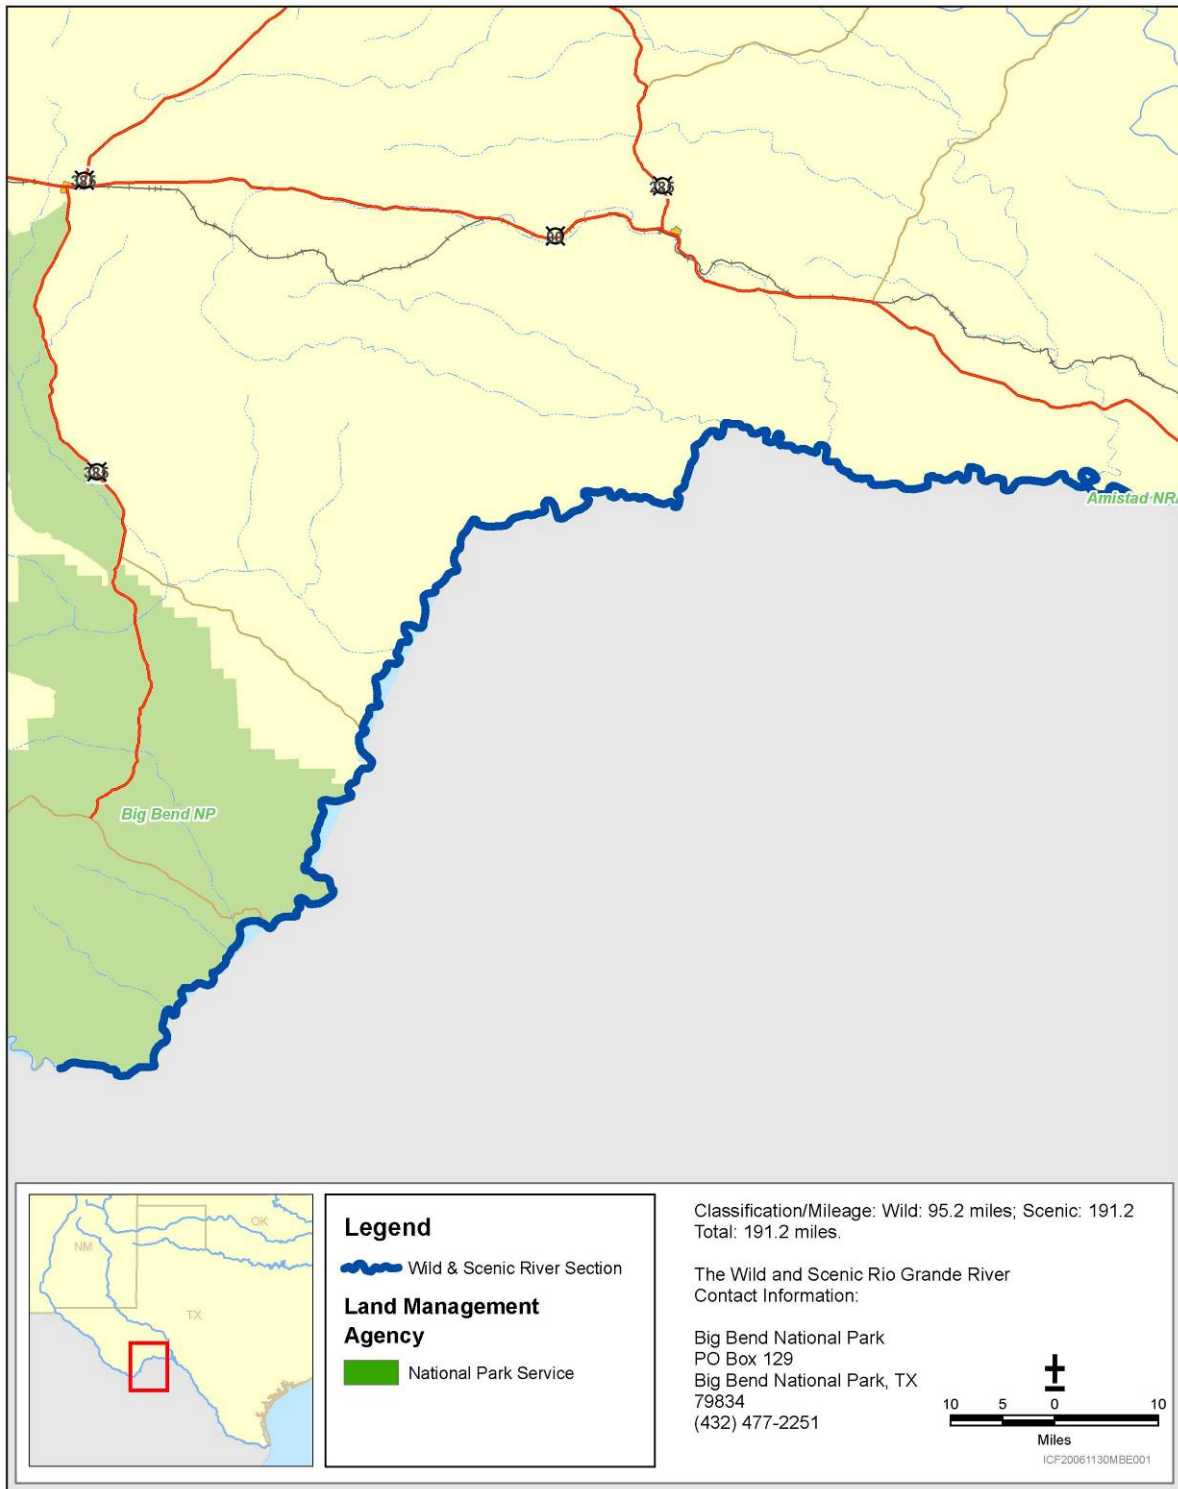 385
Big Bend NP
Amistad NRA
NM
OK
TX
Legend
Wild & Scenic River Section
Land Management
Agency
National Park Service
Classification/Mileage: Wild: 95.2 miles; Scenic: 191.2
Total: 191.2 miles.
The Wild and Scenic Rio Grande River
Contact Information:
Big Bend National Park
PO Box 129
Big Bend National Park, TX
79834
(432) 477-2251
10 5 0 10
Miles
ICF20061130MBE001